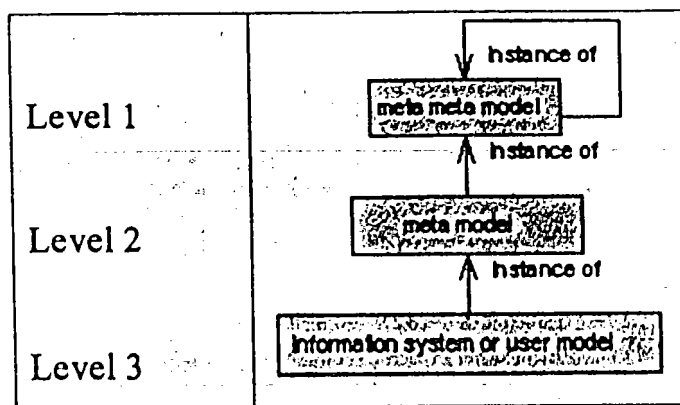 Instance of
Level 1
meta meta model
Instance of
Level 2
meta model
Instance of
Information system or user model
Level 3